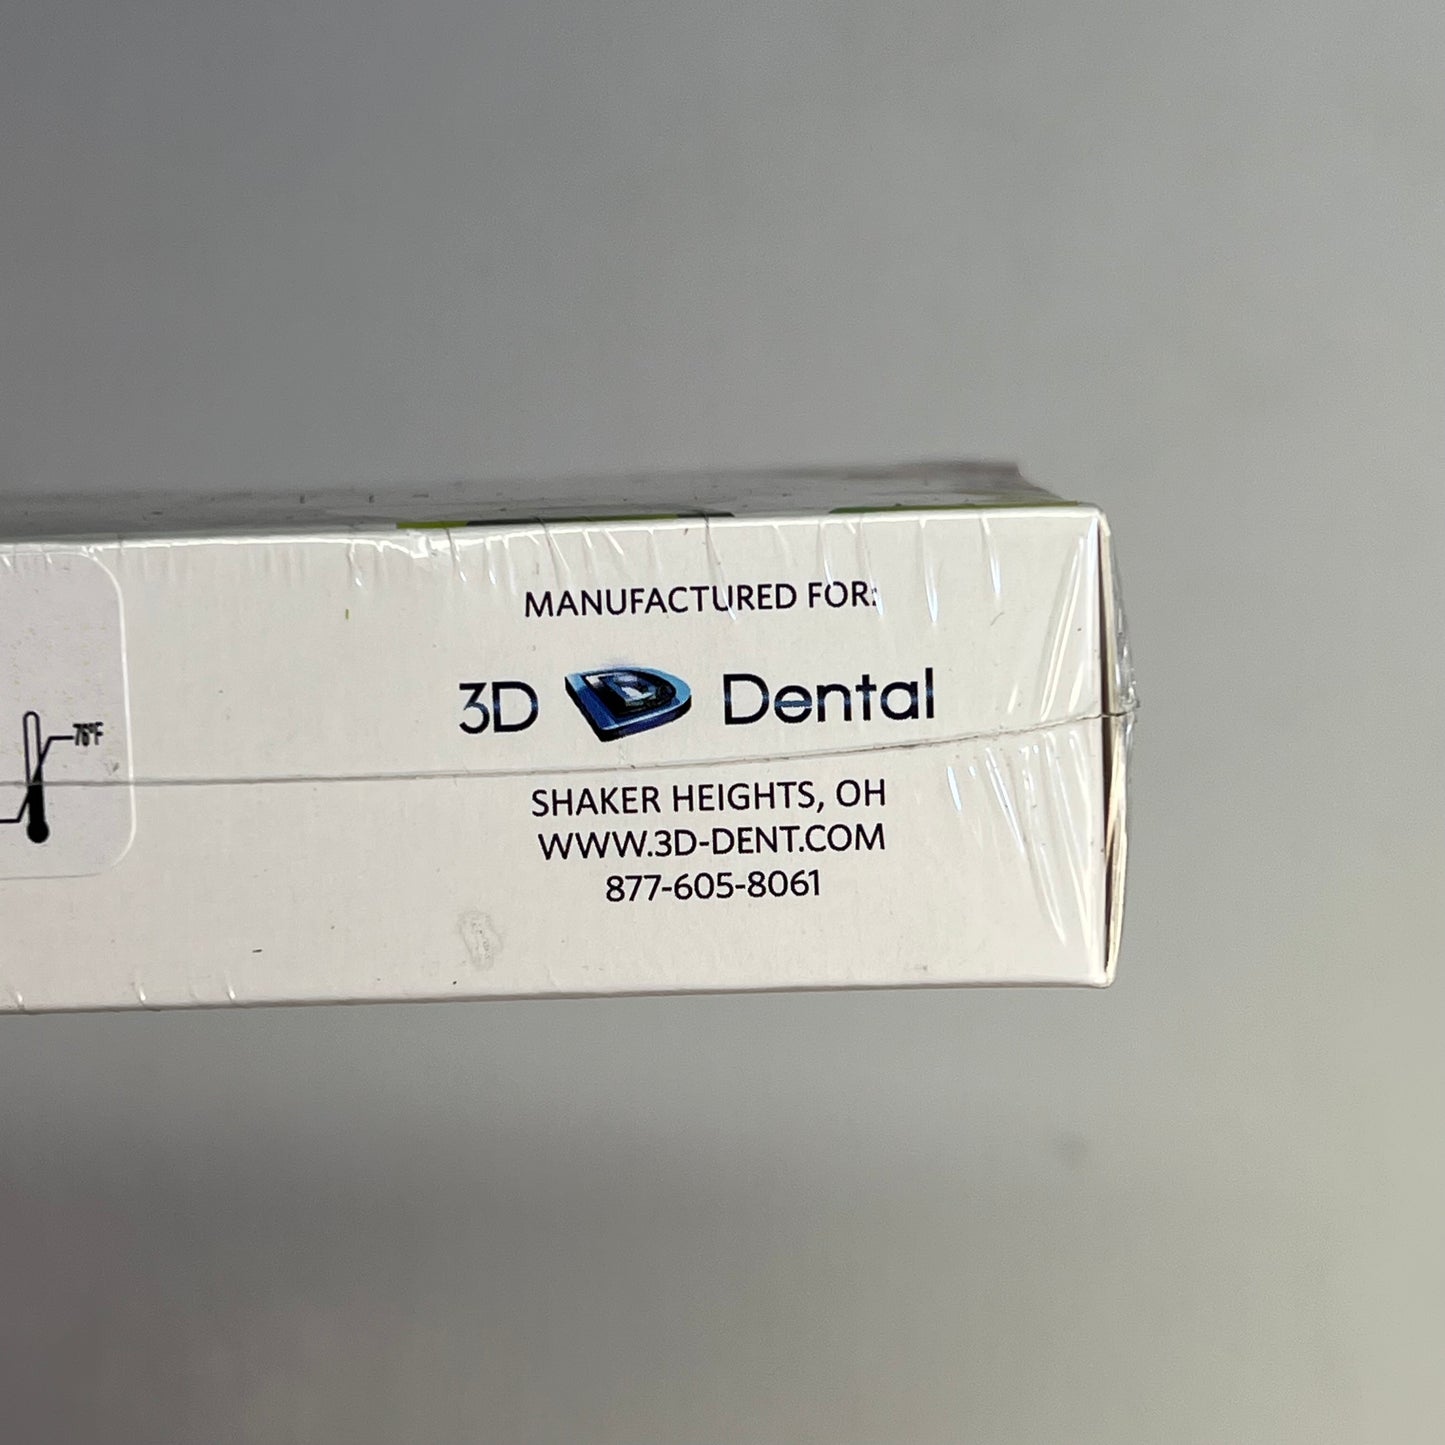 MANUFACTURED FOR:
3D Dental
SHAKER HEIGHTS, OH
WWW.3D-DENT.COM
877-605-8061
76°F